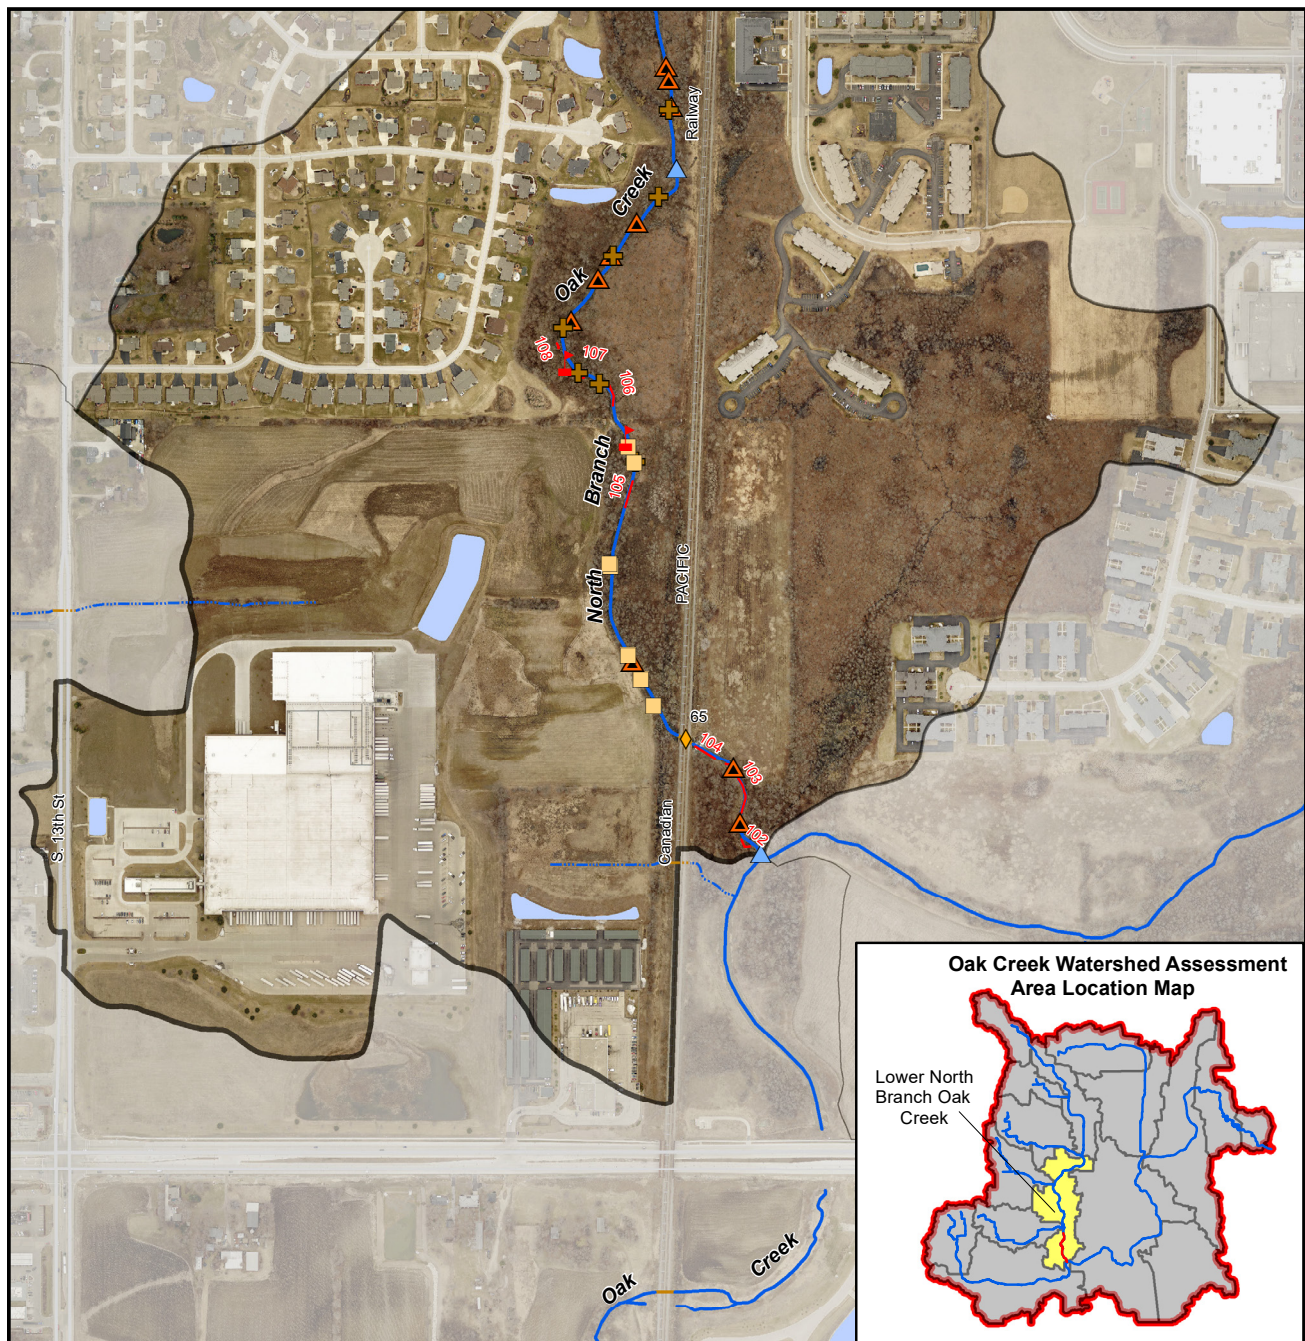 Railway
Creek
Oak
108
107
106
Branch
105
North
PACIFIC
65
104
103
102
S. 13th St
Canadian
Oak
Creek
Oak Creek Watershed Assessment
Area Location Map
Lower North
Branch Oak
Creek